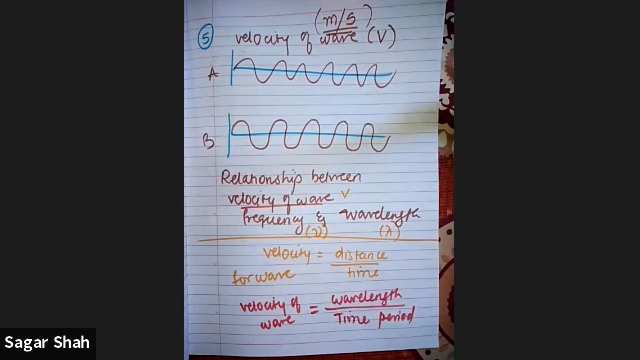 (m/s)
5 velocity of wave (V)
A
B
Relationship between
velocity of wave V
frequency & wavelength
(ν) (λ)
velocity = distance
for wave time
velocity of = wavelength
wave Time period
Sagar Shah